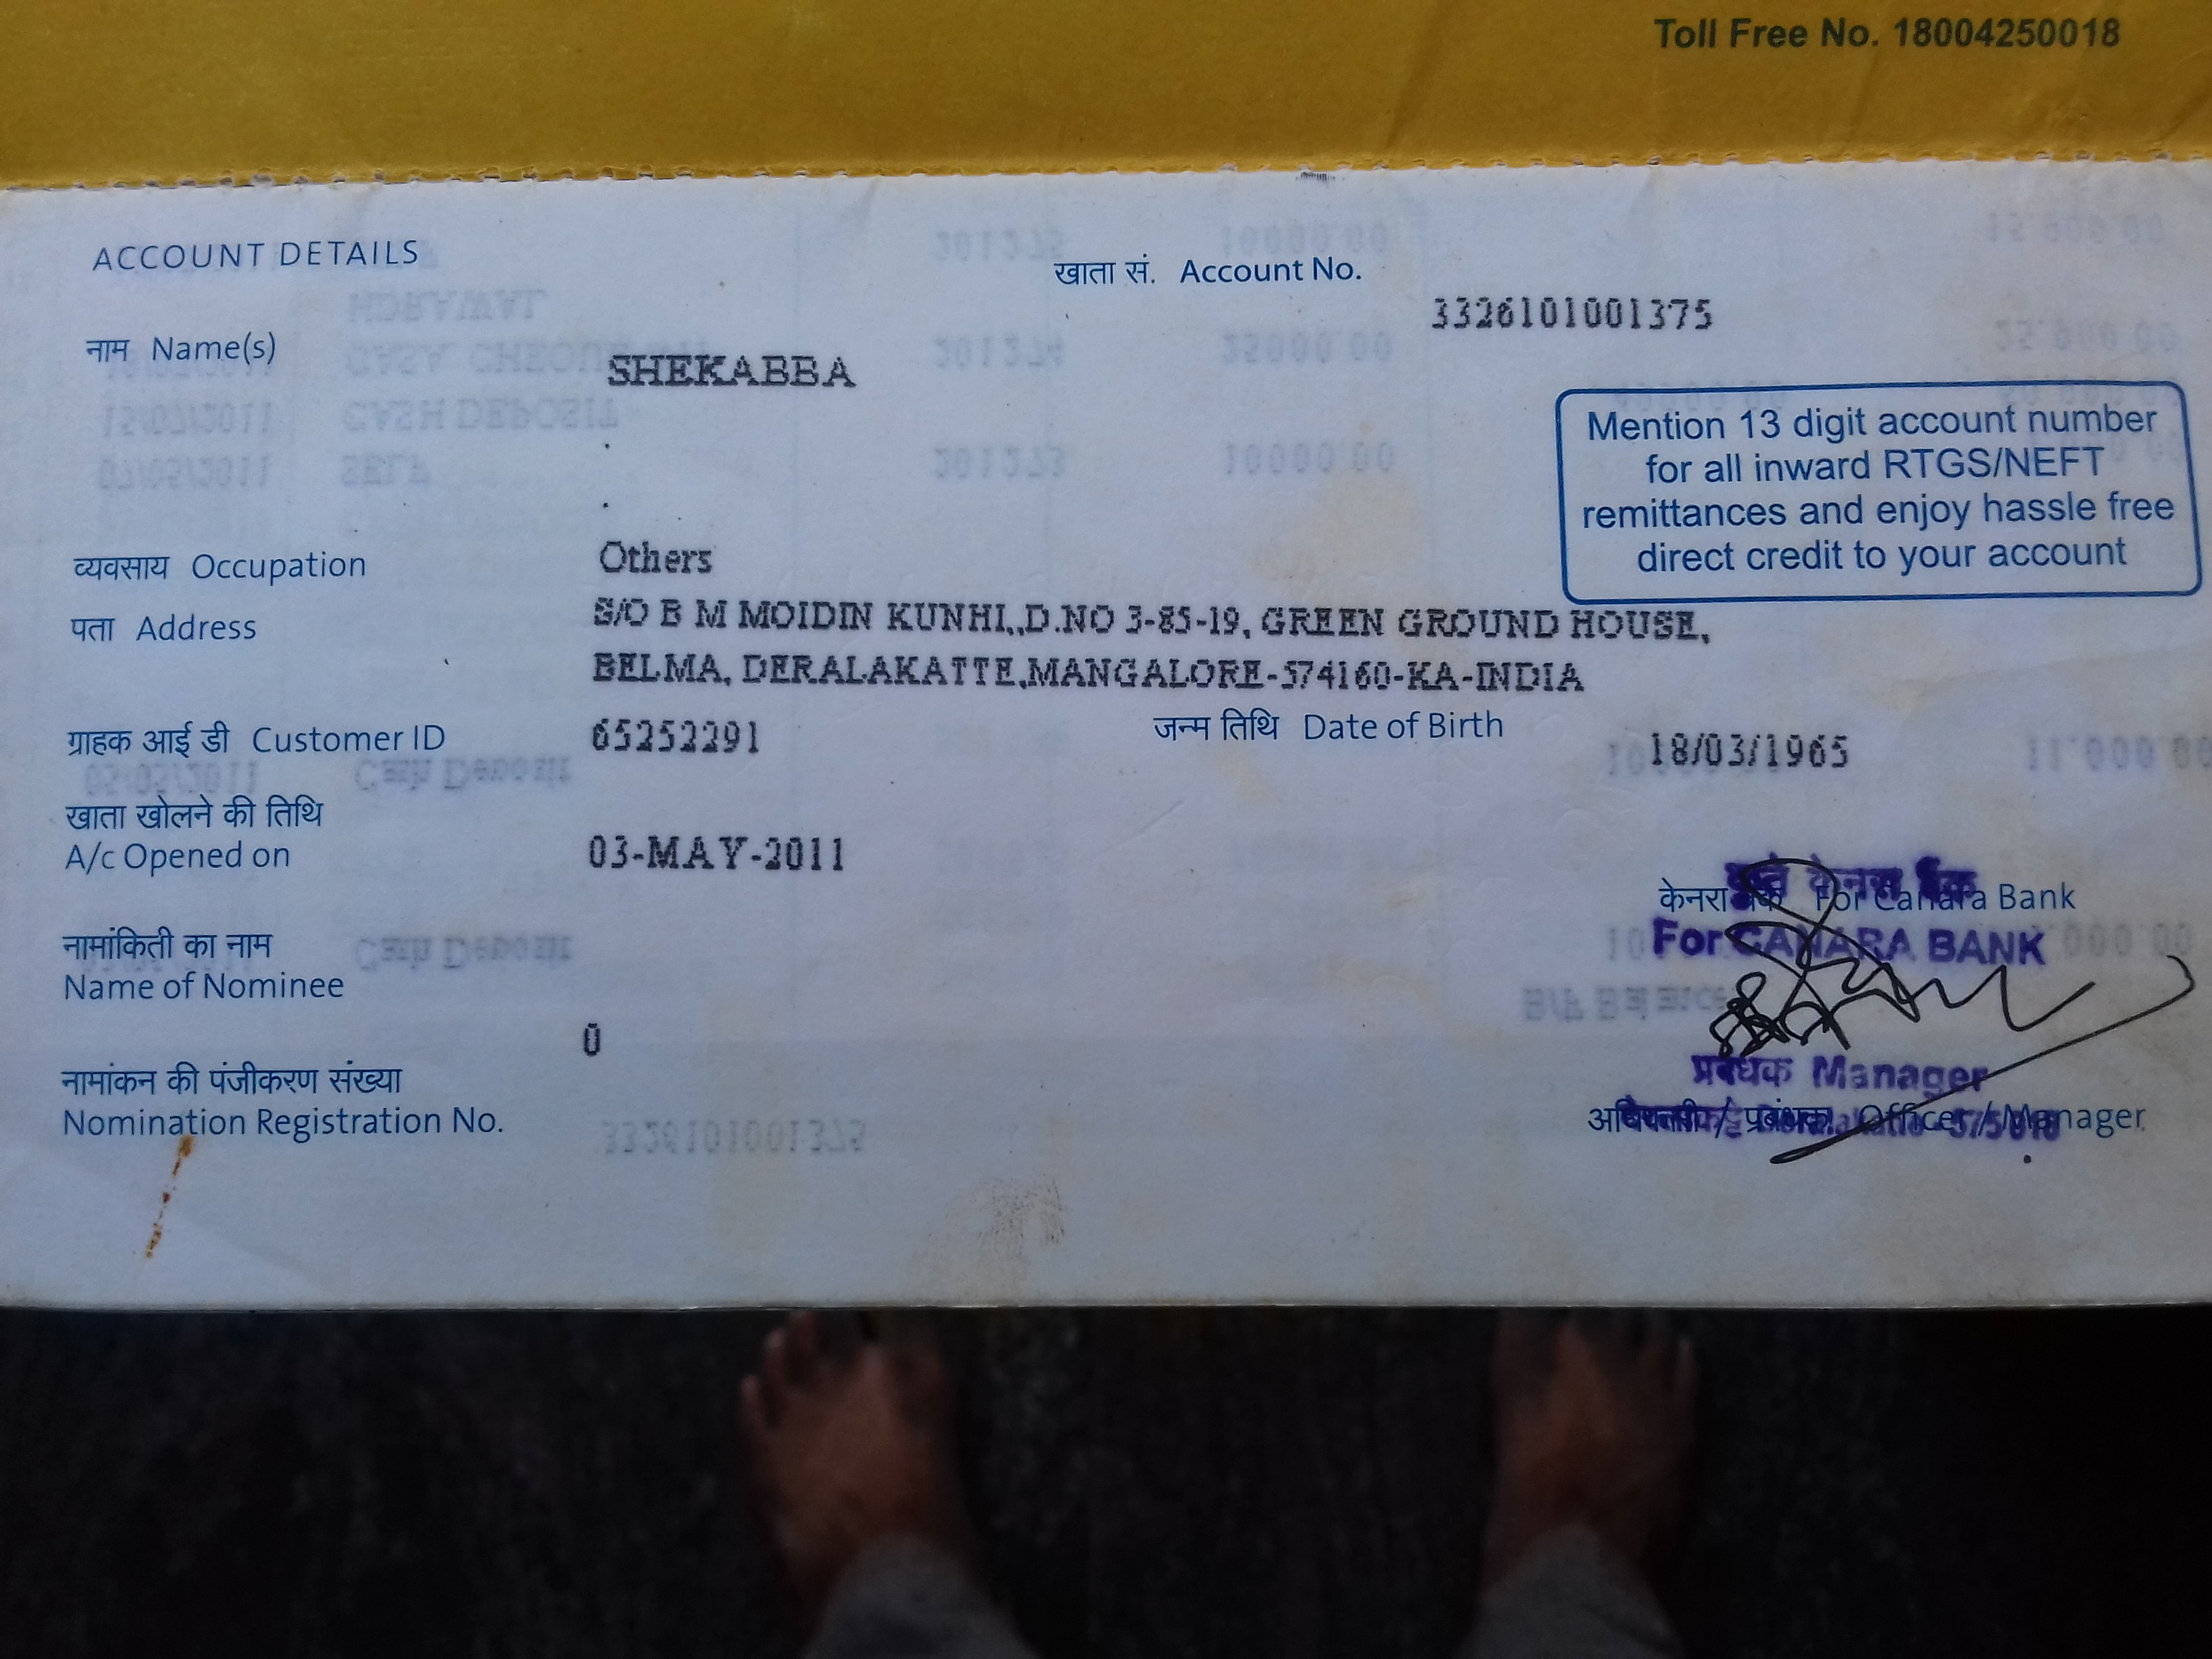 Toll Free No. 18004250018
ACCOUNT DETAILS
खाता सं. Account No.
3326101001375
नाम Name(s)
SHEKABBA
Mention 13 digit account number
for all inward RTGS/NEFT
remittances and enjoy hassle free
direct credit to your account
व्यवसाय Occupation
Others
पता Address
S/O B M MOIDIN KUNHI,,D.NO 3-85-19, GREEN GROUND HOUSE,
BELMA, DERALAKATTE,MANGALORE-574160-KA-INDIA
ग्राहक आई डी Customer ID
65252291
जन्म तिथि Date of Birth
18/03/1965
खाता खोलने की तिथि
A/c Opened on
03-MAY-2011
नामांकिती का नाम
Name of Nominee
केनरा बैंक For Canara Bank
For CANARA BANK
0
प्रबंधक Manager
नामांकन की पंजीकरण संख्या
Nomination Registration No.
Officer/Manager